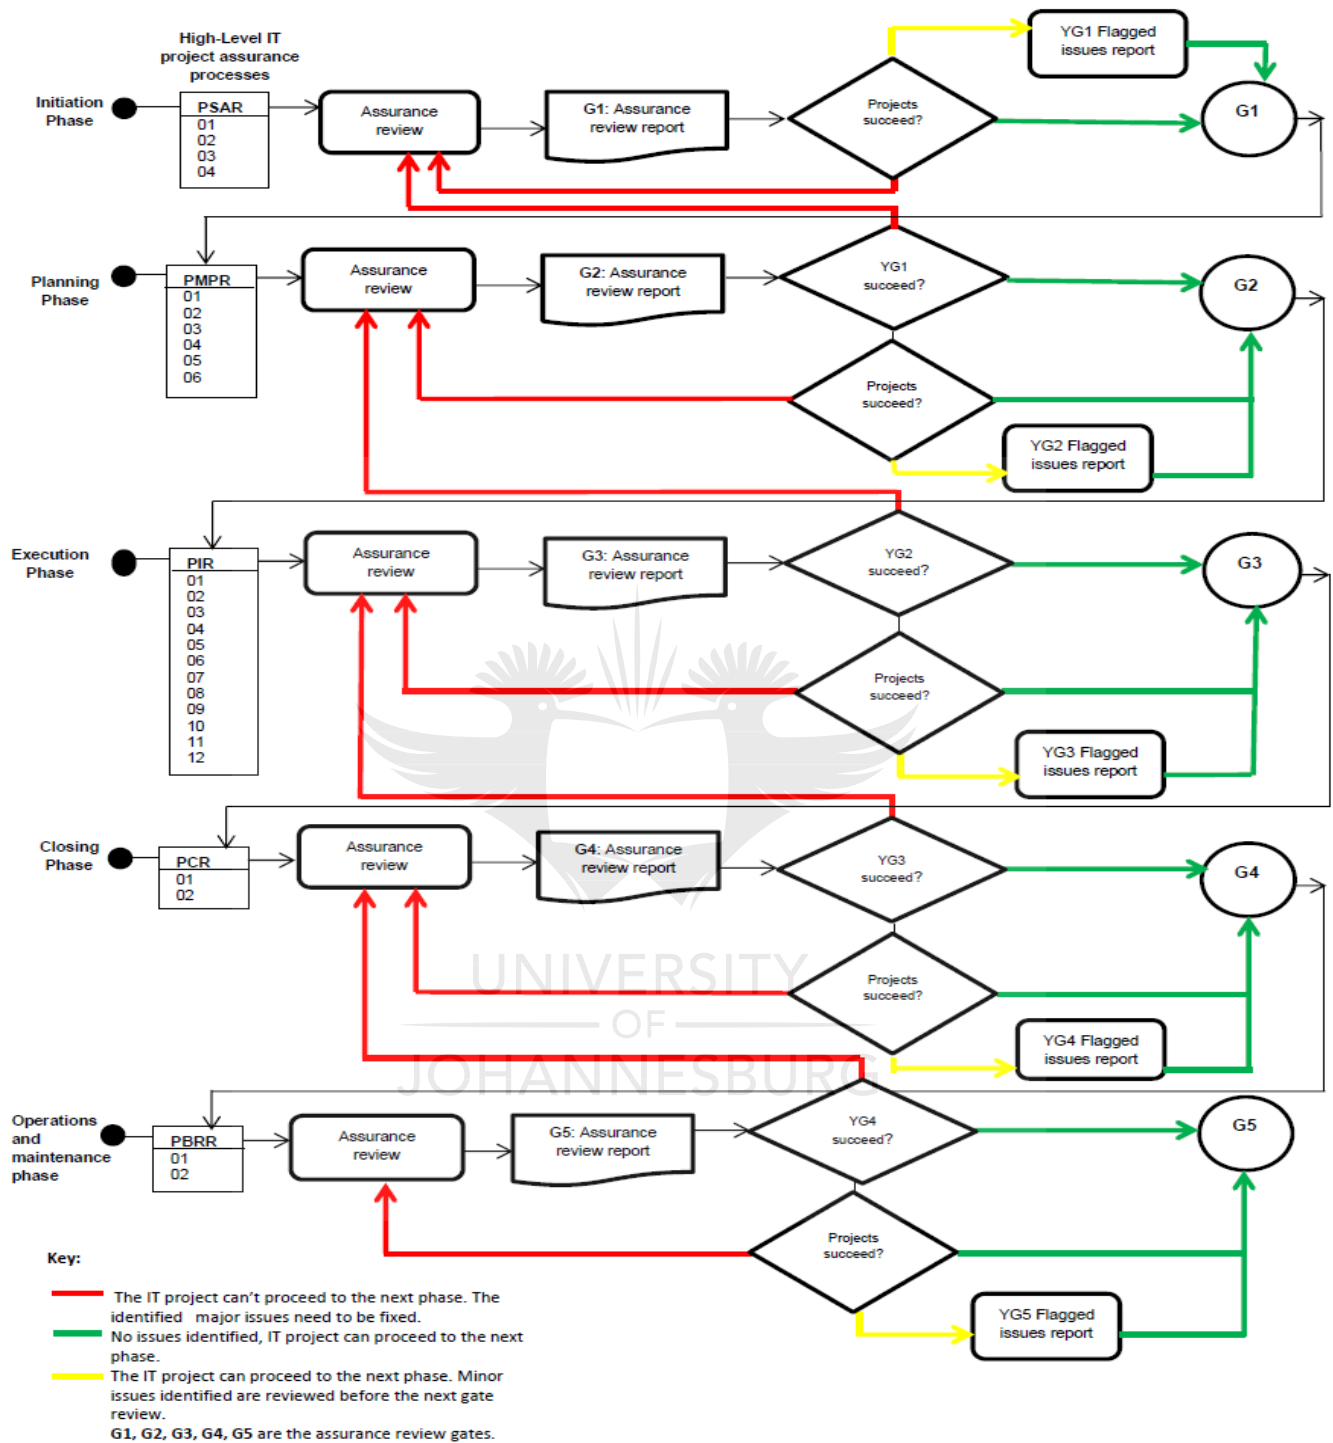 High-Level IT
project assurance
processes
YG1 Flagged
issues report
Initiation
Phase
PSAR
01
02
03
04
Assurance
review
G1: Assurance
review report
Projects
succeed?
G1
Planning
Phase
PMPR
01
02
03
04
05
06
Assurance
review
G2: Assurance
review report
YG1
succeed?
G2
Projects
succeed?
YG2 Flagged
issues report
Execution
Phase
PIR
01
02
03
04
05
06
07
08
09
10
11
12
Assurance
review
G3: Assurance
review report
YG2
succeed?
G3
Projects
succeed?
YG3 Flagged
issues report
Closing
Phase
PCR
01
02
Assurance
review
G4: Assurance
review report
YG3
succeed?
G4
Projects
succeed?
YG4 Flagged
issues report
UNIVERSITY
OF
JOHANNESBURG
Operations
and
maintenance
phase
PBRR
01
02
Assurance
review
G5: Assurance
review report
YG4
succeed?
G5
Projects
succeed?
YG5 Flagged
issues report
Key:
The IT project can't proceed to the next phase. The
identified major issues need to be fixed.
No issues identified, IT project can proceed to the next
phase.
The IT project can proceed to the next phase. Minor
issues identified are reviewed before the next gate
review.
G1, G2, G3, G4, G5 are the assurance review gates.